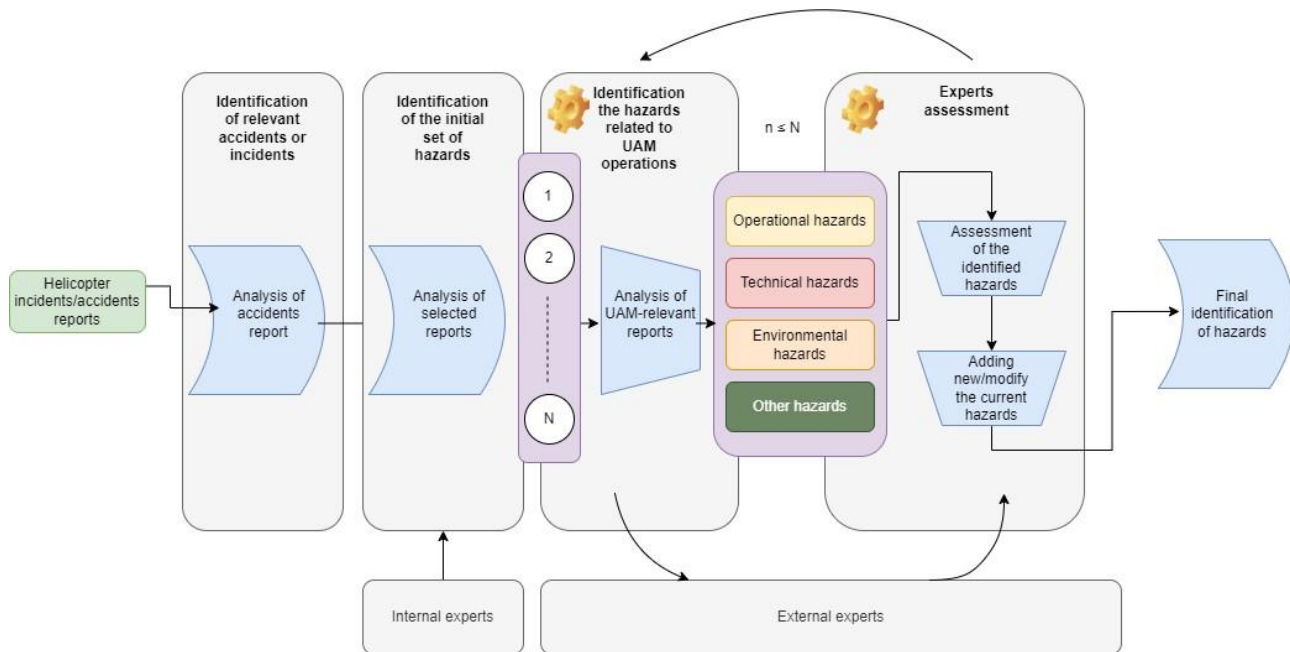 Identification
of relevant
accidents or
incidents
Identification
of the initial
set of
hazards
Identification
the hazards
related to
UAM
operations
n ≤ N
Experts
assessment
Helicopter
incidents/accidents
reports
Analysis of
accidents
report
Analysis of
selected reports
1
2
N
Analysis of
UAM-relevant
reports
Operational hazards
Technical hazards
Environmental
hazards
Other hazards
Assessment
of the
identified
hazards
Adding
new/modify
the current
hazards
Final
identification
of hazards
Internal experts
External experts